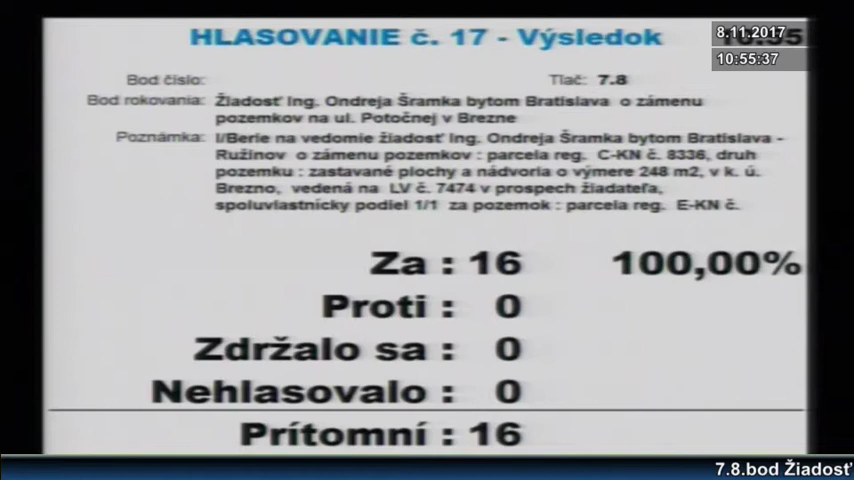 HLASOVANIE č. 17 - Výsledok
8.11.2017
10:55:37
Bod číslo: Tlač: 7.8
Bod rokovania: Žiadosť Ing. Ondreja Šramka bytom Bratislava o zámenu
pozemkov na ul. Potočnej v Brezne
Poznámka: I/Berie na vedomie žiadosť Ing. Ondreja Šramka bytom Bratislava -
Ružinov o zámenu pozemkov : parcela reg. C-KN č. 8336, druh
pozemku : zastavané plochy a nádvoria o výmere 248 m2, v k. ú.
Brezno, vedená na LV č. 7474 v prospech žiadateľa,
spoluvlastnícky podiel 1/1 za pozemok : parcela reg. E-KN č.
Za : 16 100,00%
Proti : 0
Zdržalo sa : 0
Nehlasovalo : 0
Prítomní : 16
7.8.bod Žiadosť